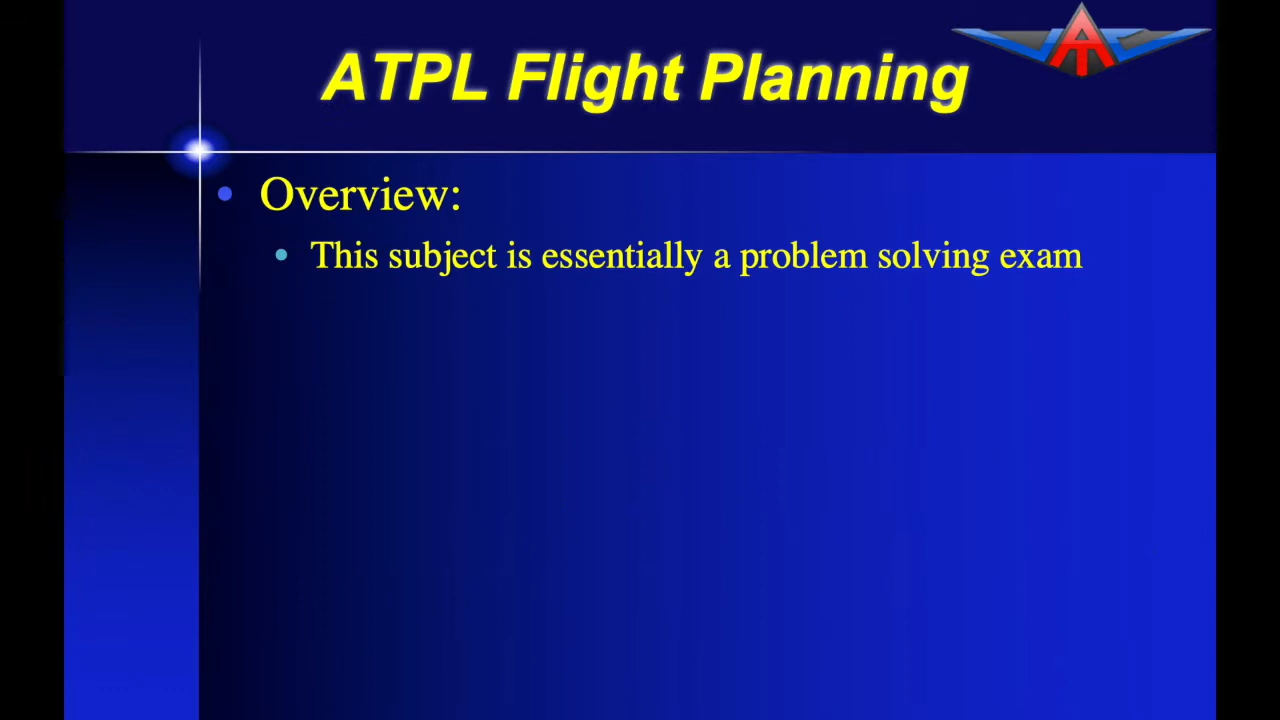 ATPL Flight Planning
Overview:
This subject is essentially a problem solving exam